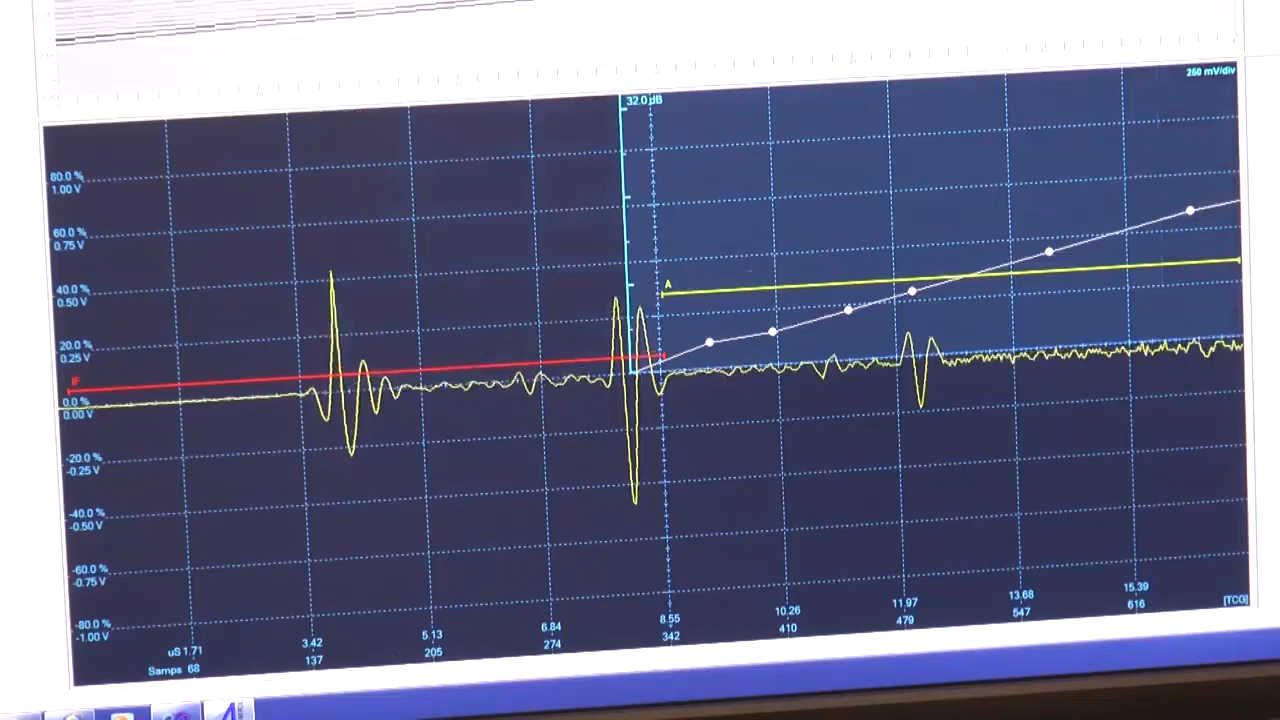 32.0 dB
250 mV/div
80.0 %
1.00 V
60.0 %
0.75 V
40.0 %
0.50 V
A
20.0 %
0.25 V
IF
0.0 %
0.00 V
-20.0 %
-0.25 V
-40.0 %
-0.50 V
-60.0 %
-0.75 V
-80.0 %
-1.00 V
uS 1.71 3.42 5.13 6.84 8.55 10.26 11.97 13.68 15.39
Samps 68 137 205 274 342 410 479 547 616 [TCG]